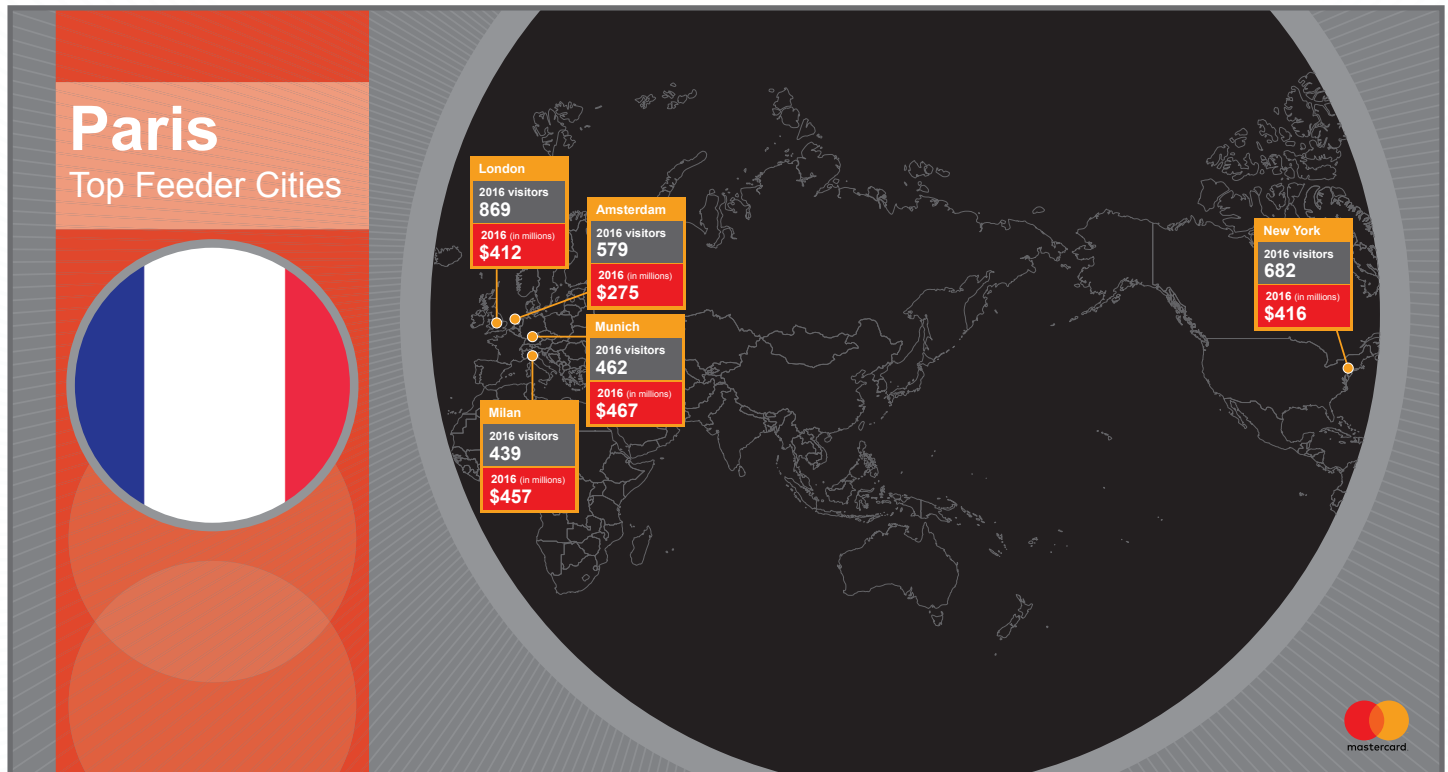 Paris
Top Feeder Cities
London
2016 visitors
869
2016 (in millions)
$412
Amsterdam
2016 visitors
579
2016 (in millions)
$275
Munich
2016 visitors
462
2016 (in millions)
$467
Milan
2016 visitors
439
2016 (in millions)
$457
New York
2016 visitors
682
2016 (in millions)
$416
mastercard